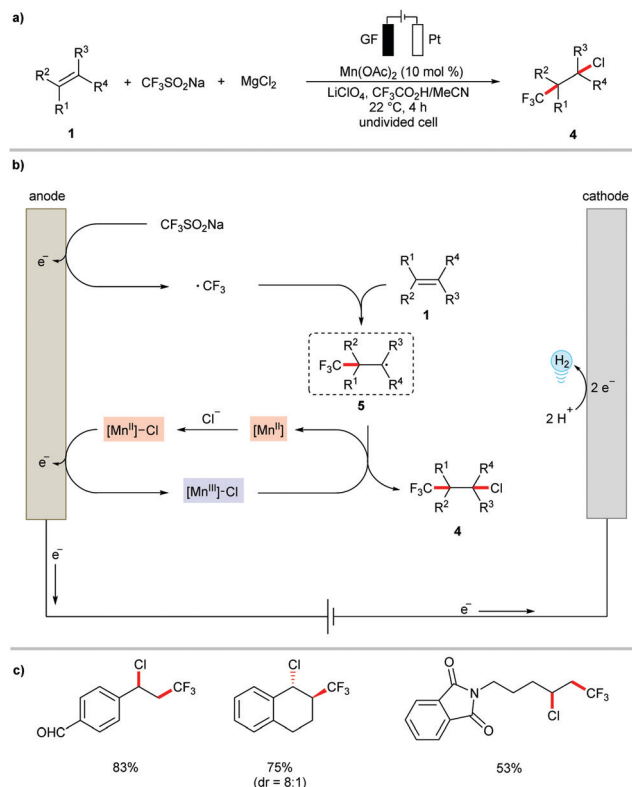 a)
GF Pt
R² R³ R¹ R⁴
1
+ CF₃SO₂Na + MgCl₂
Mn(OAc)₂ (10 mol %)
LiClO₄, CF₃CO₂H/MeCN
22 °C, 4 h
undivided cell
R³ Cl R² R⁴ F₃C R¹
4
b)
anode
cathode
CF₃SO₂Na
e⁻
· CF₃
R¹ R⁴ R² R³
1
R² R³ F₃C R¹ R⁴
5
H₂
2 e⁻
2 H⁺
[Mnᴵᴵ]–Cl Cl⁻ [Mnᴵᴵ]
e⁻
[Mnᴵᴵᴵ]-Cl
R¹ R⁴ F₃C Cl R² R³
4
e⁻
e⁻
c)
Cl CF₃ OHC
83%
Cl CF₃
75%
(dr = 8:1)
O N O Cl CF₃
53%